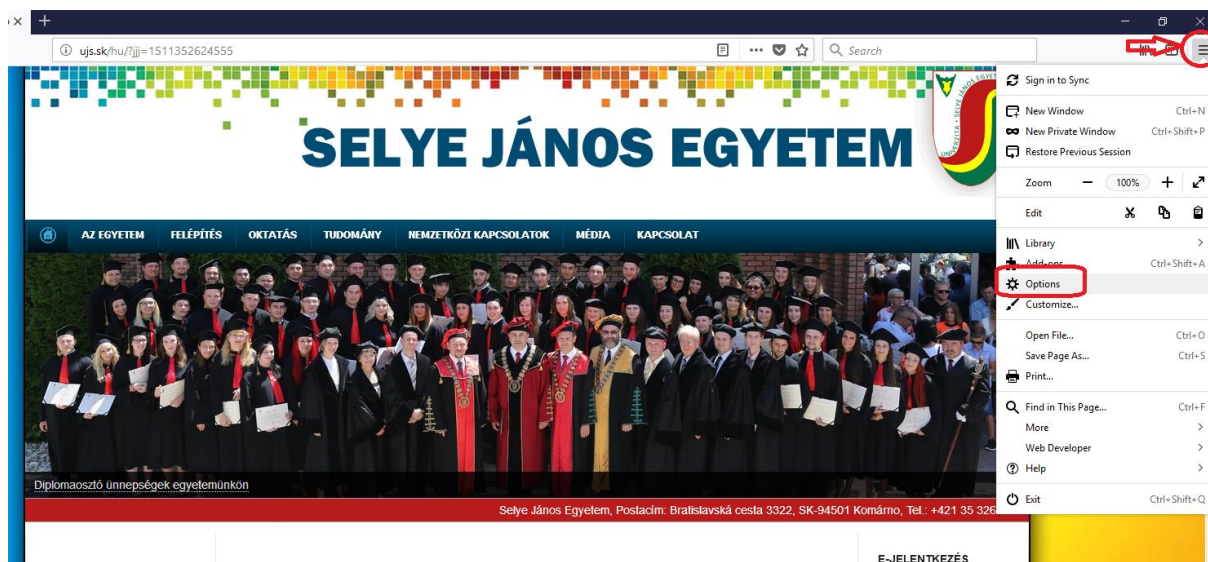 ujs.sk/hu/?jjj=1511352624555
Search
SELYE JÁNOS EGYETEM
AZ EGYETEM FELÉPÍTÉS OKTATÁS TUDOMÁNY NEMZETKÖZI KAPCSOLATOK MÉDIA KAPCSOLAT
Diplomaosztó ünnepségek egyetemünkön
Selye János Egyetem, Postacím: Bratislavská cesta 3322, SK-94501 Komárno, Tel.: +421 35 326
E-JELENTKEZÉS
Sign in to Sync
New Window Ctrl+N
New Private Window Ctrl+Shift+P
Restore Previous Session
Zoom 100%
Edit
Library
Add-ons Ctrl+Shift+A
Options
Customize...
Open File... Ctrl+O
Save Page As... Ctrl+S
Print...
Find in This Page... Ctrl+F
More
Web Developer
Help
Exit Ctrl+Shift+Q